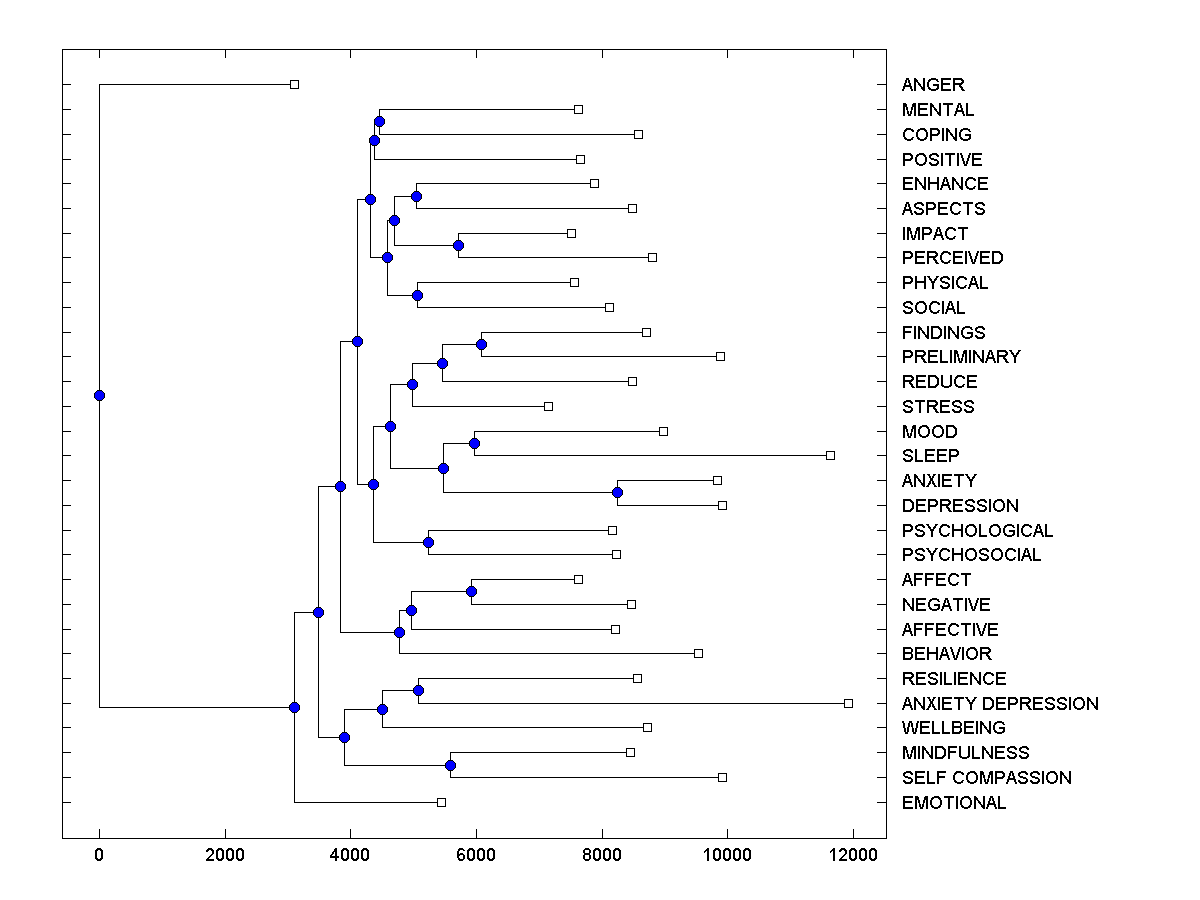 ANGER
MENTAL
COPING
POSITIVE
ENHANCE
ASPECTS
IMPACT
PERCEIVED
PHYSICAL
SOCIAL
FINDINGS
PRELIMINARY
REDUCE
STRESS
MOOD
SLEEP
ANXIETY
DEPRESSION
PSYCHOLOGICAL
PSYCHOSOCIAL
AFFECT
NEGATIVE
AFFECTIVE
BEHAVIOR
RESILIENCE
ANXIETY DEPRESSION
WELLBEING
MINDFULNESS
SELF COMPASSION
EMOTIONAL
0 2000 4000 6000 8000 10000 12000